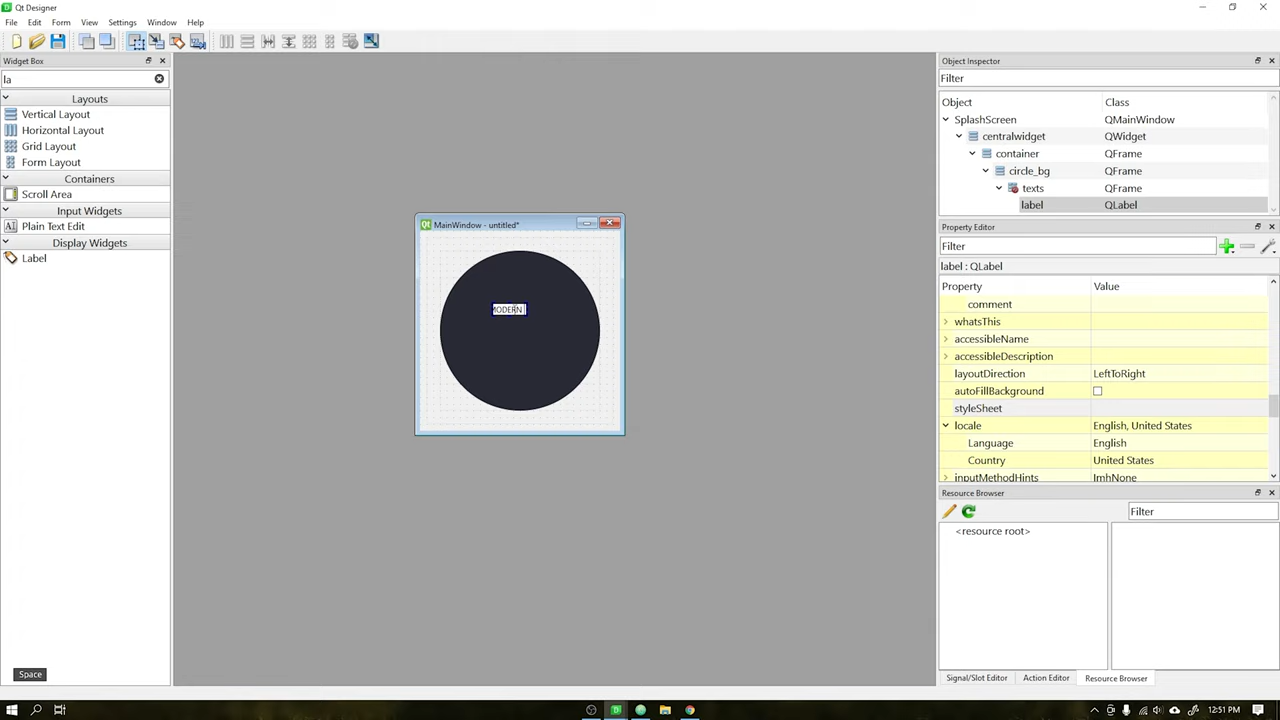 Qt Designer
File Edit Form View Settings Window Help
Widget Box
la
Layouts
Vertical Layout
Horizontal Layout
Grid Layout
Form Layout
Containers
Scroll Area
Input Widgets
Plain Text Edit
Display Widgets
Label
MainWindow - untitled*
MODERN
Object Inspector
Filter
Object Class
SplashScreen QMainWindow
centralwidget QWidget
container QFrame
circle_bg QFrame
texts QFrame
label QLabel
Property Editor
Filter
label : QLabel
Property Value
comment
whatsThis
accessibleName
accessibleDescription
layoutDirection LeftToRight
autoFillBackground
styleSheet
locale English, United States
Language English
Country United States
inputMethodHints ImhNone
Resource Browser
Filter
<resource root>
Signal/Slot Editor Action Editor Resource Browser
Space
12:51 PM